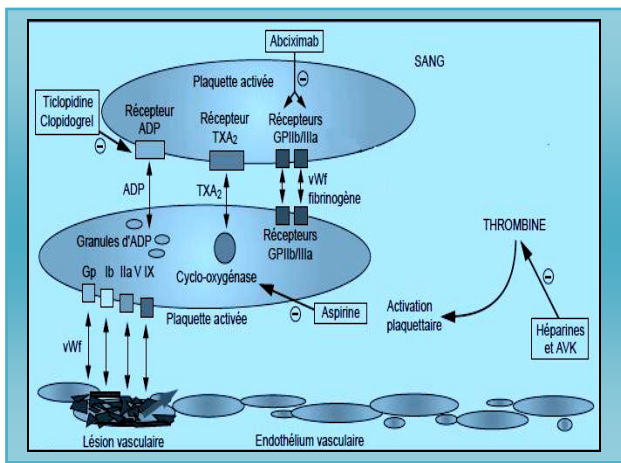 Abciximab
SANG
Plaquette activée
Ticlopidine
Clopidogrel
Récepteur
ADP
Récepteur
TXA2
Récepteurs
GPIIb/IIIa
ADP
TXA2
vWf
fibrinogène
Granules d'ADP
Récepteurs
GPIIb/IIIa
THROMBINE
Gp Ib IIa V IX
Cyclo-oxygénase
Plaquette activée
Aspirine
Activation
plaquettaire
Héparines
et AVK
vWf
Lésion vasculaire
Endothélium vasculaire